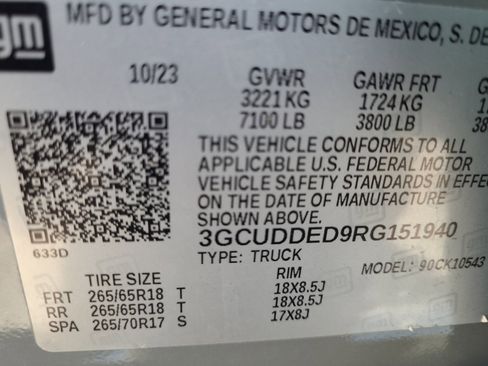 gm
MFD BY GENERAL MOTORS DE MEXICO, S. DE
10/23 GVWR GAWR FRT
3221 KG 1724 KG
7100 LB 3800 LB 38
THIS VEHICLE CONFORMS TO ALL
APPLICABLE U.S. FEDERAL MOTOR
VEHICLE SAFETY STANDARDS IN EFFE
ON THE DATE OF MANUFACTURE
SHOWN ABOVE.
633D 3GCUDDED9RG151940
TYPE: TRUCK MODEL: 90CK10543
TIRE SIZE RIM
FRT 265/65R18 T 18X8.5J
RR 265/65R18 T 18X8.5J
SPA 265/70R17 S 17X8J